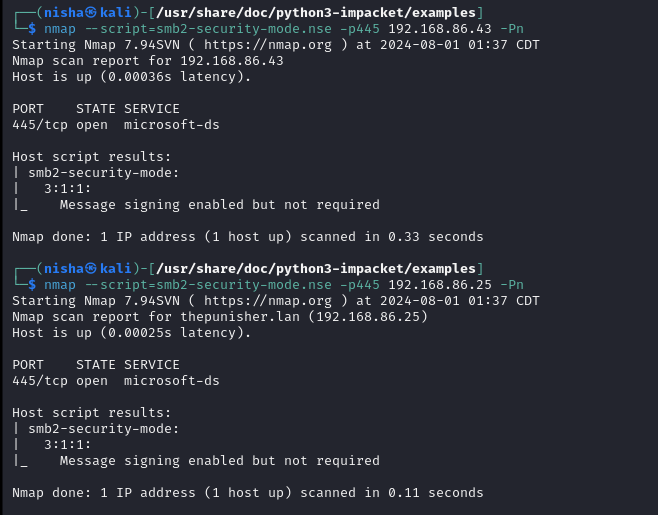 ┌──(nisha㉿kali)-[/usr/share/doc/python3-impacket/examples]
└─$ nmap --script=smb2-security-mode.nse -p445 192.168.86.43 -Pn
Starting Nmap 7.94SVN ( https://nmap.org ) at 2024-08-01 01:37 CDT
Nmap scan report for 192.168.86.43
Host is up (0.00036s latency).

PORT    STATE SERVICE
445/tcp open  microsoft-ds

Host script results:
| smb2-security-mode:
|   3:1:1:
|_    Message signing enabled but not required

Nmap done: 1 IP address (1 host up) scanned in 0.33 seconds

┌──(nisha㉿kali)-[/usr/share/doc/python3-impacket/examples]
└─$ nmap --script=smb2-security-mode.nse -p445 192.168.86.25 -Pn
Starting Nmap 7.94SVN ( https://nmap.org ) at 2024-08-01 01:37 CDT
Nmap scan report for thepunisher.lan (192.168.86.25)
Host is up (0.00025s latency).

PORT    STATE SERVICE
445/tcp open  microsoft-ds

Host script results:
| smb2-security-mode:
|   3:1:1:
|_    Message signing enabled but not required

Nmap done: 1 IP address (1 host up) scanned in 0.11 seconds